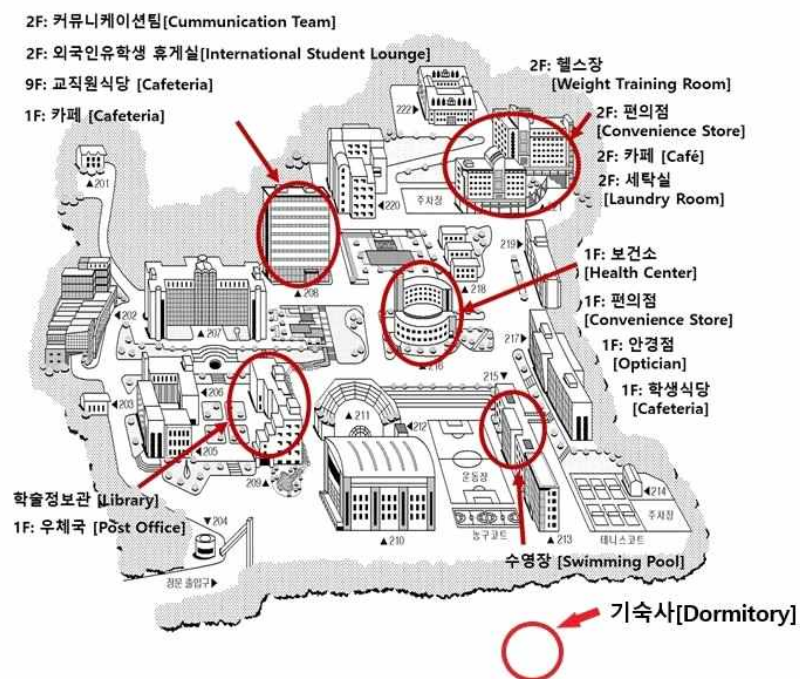 2F: 커뮤니케이션팀[Cummunication Team]
2F: 외국인유학생 휴게실[International Student Lounge]
9F: 교직원식당 [Cafeteria]
1F: 카페 [Cafeteria]
2F: 헬스장
[Weight Training Room]
2F: 편의점
[Convenience Store]
2F: 카페 [Café]
2F: 세탁실
[Laundry Room]
222▶
▲201
◀220
주차장
219▶
▲218
1F: 보건소
[Health Center]
1F: 편의점
[Convenience Store]
1F: 안경점
[Optician]
1F: 학생식당
[Cafeteria]
▲208
◀202
▲207
▲216
217▶
215▼
◀203
◀206
◀205
▲211
◀212
209▲
운동장
농구코트
▲210
▲213
◀214
주차장
테니스코트
학술정보관 [Library]
1F: 우체국 [Post Office]
▼204
정문 출입구▶
수영장 [Swimming Pool]
기숙사[Dormitory]